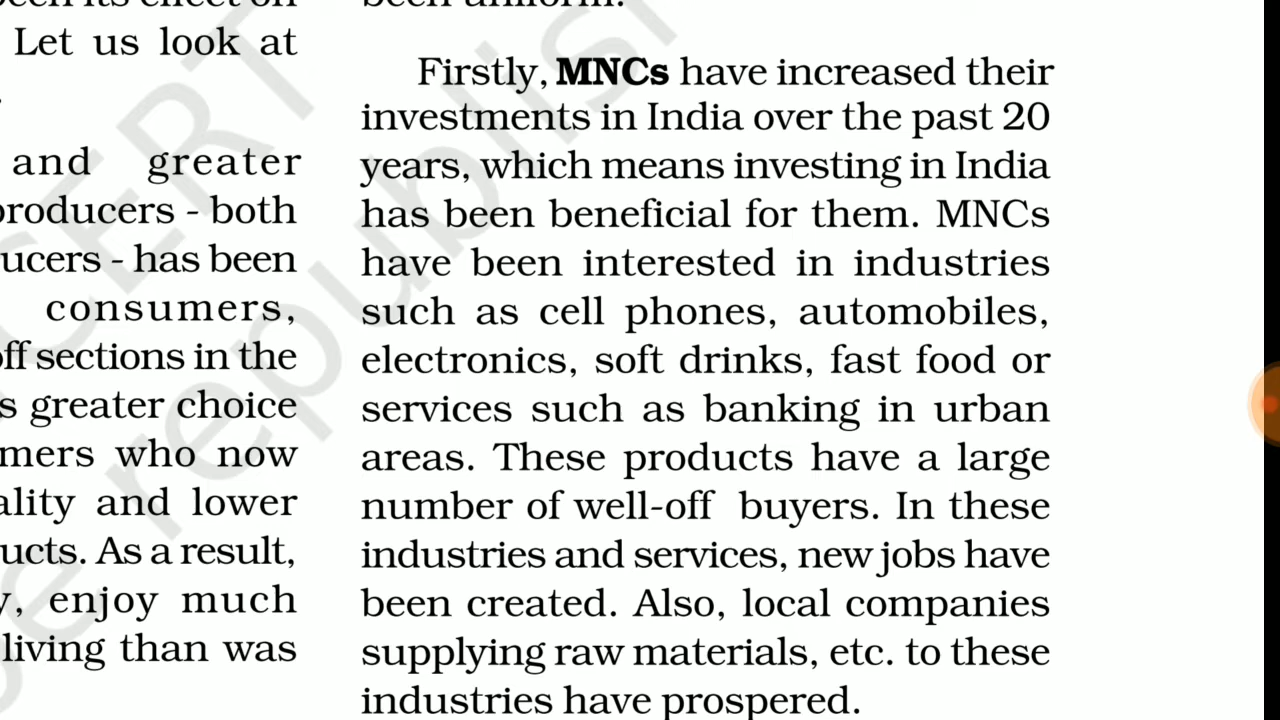 Let us look at
and greater
producers - both
ucers - has been
consumers,
off sections in the
s greater choice
mers who now
ality and lower
ucts. As a result,
y, enjoy much
living than was
been uniform.
Firstly, MNCs have increased their
investments in India over the past 20
years, which means investing in India
has been beneficial for them. MNCs
have been interested in industries
such as cell phones, automobiles,
electronics, soft drinks, fast food or
services such as banking in urban
areas. These products have a large
number of well-off buyers. In these
industries and services, new jobs have
been created. Also, local companies
supplying raw materials, etc. to these
industries have prospered.